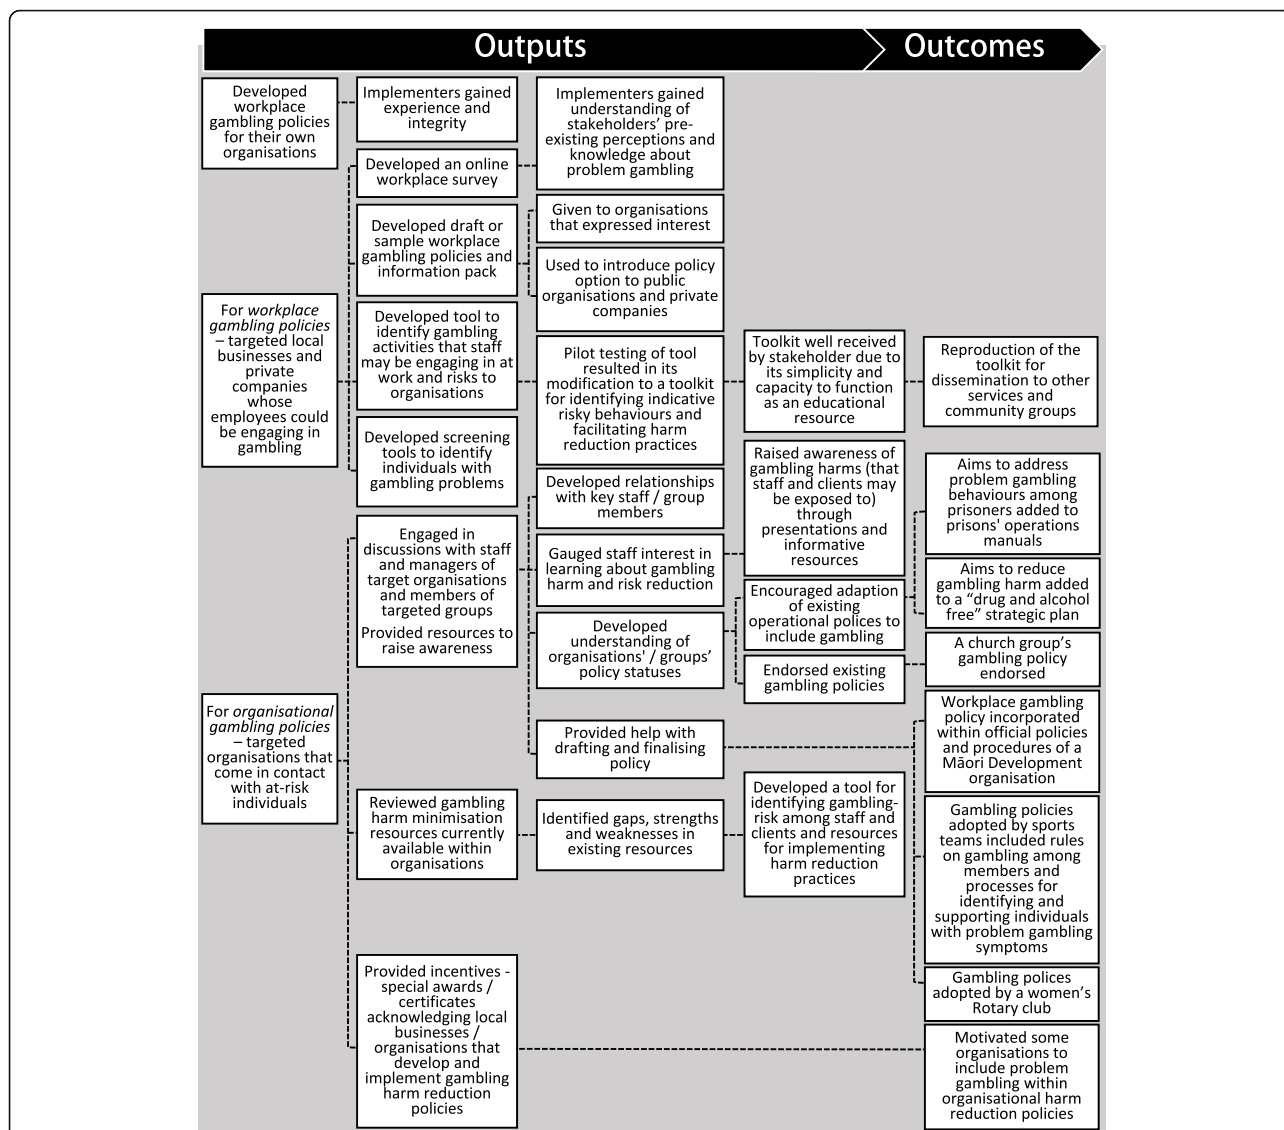 Outputs
Outcomes
Developed
workplace
gambling policies
for their own
organisations
Implementers gained
experience and
integrity
Implementers gained
understanding of
stakeholders' pre-
existing perceptions and
knowledge about
problem gambling
Developed an online
workplace survey
Developed draft or
sample workplace
gambling policies and
information pack
Given to organisations
that expressed interest
Used to introduce policy
option to public
organisations and private
companies
For workplace
gambling policies
– targeted local
businesses and
private
companies
whose
employees could
be engaging in
gambling
Developed tool to
identify gambling
activities that staff
may be engaging in at
work and risks to
organisations
Pilot testing of tool
resulted in its
modification to a toolkit
for identifying indicative
risky behaviours and
facilitating harm
reduction practices
Toolkit well received
by stakeholder due to
its simplicity and
capacity to function
as an educational
resource
Reproduction of the
toolkit for
dissemination to other
services and
community groups
Developed screening
tools to identify
individuals with
gambling problems
Engaged in
discussions with staff
and managers of
target organisations
and members of
targeted groups
Provided resources to
raise awareness
Developed relationships
with key staff / group
members
Gauged staff interest in
learning about gambling
harm and risk reduction
Raised awareness of
gambling harms (that
staff and clients may
be exposed to)
through
presentations and
informative
resources
Aims to address
problem gambling
behaviours among
prisoners added to
prisons' operations
manuals
Aims to reduce
gambling harm added
to a “drug and alcohol
free” strategic plan
Developed
understanding of
organisations' / groups’
policy statuses
Encouraged adaption
of existing
operational polices to
include gambling
Endorsed existing
gambling policies
A church group’s
gambling policy
endorsed
For organisational
gambling policies
– targeted
organisations that
come in contact
with at-risk
individuals
Provided help with
drafting and finalising
policy
Workplace gambling
policy incorporated
within official policies
and procedures of a
Māori Development
organisation
Reviewed gambling
harm minimisation
resources currently
available within
organisations
Identified gaps, strengths
and weaknesses in
existing resources
Developed a tool for
identifying gambling-
risk among staff and
clients and resources
for implementing
harm reduction
practices
Gambling policies
adopted by sports
teams included rules
on gambling among
members and
processes for
identifying and
supporting individuals
with problem gambling
symptoms
Gambling polices
adopted by a women’s
Rotary club
Provided incentives -
special awards /
certificates
acknowledging local
businesses /
organisations that
develop and
implement gambling
harm reduction
policies
Motivated some
organisations to
include problem
gambling within
organisational harm
reduction policies